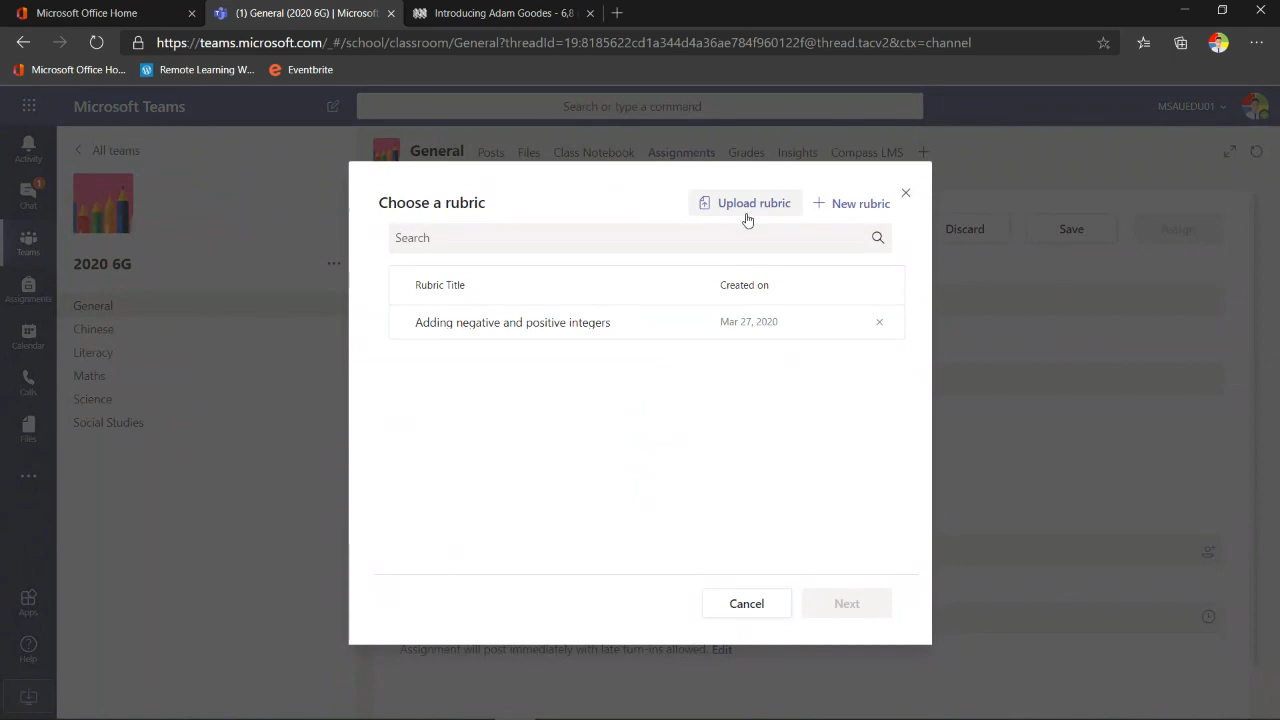 Microsoft Office Home
(1) General (2020 6G) | Microsoft
Introducing Adam Goodes - 6,8
https://teams.microsoft.com/_#/school/classroom/General?threadId=19:8185622cd1a344d4a36ae784f960122f@thread.tacv2&ctx=channel
Microsoft Office Ho...
Remote Learning W...
Eventbrite
Microsoft Teams
Search or type a command
MSAUEDU01
Activity
Chat
1
Teams
Assignments
Calendar
Calls
Files
Apps
Help
All teams
2020 6G
General
Chinese
Literacy
Maths
Science
Social Studies
General Posts Files Class Notebook Assignments Grades Insights Compass LMS
Discard
Save
Assign
Choose a rubric
Upload rubric
New rubric
Search
Rubric Title Created on
Adding negative and positive integers Mar 27, 2020
Cancel
Next
Assignment will post immediately with late turn-ins allowed. Edit